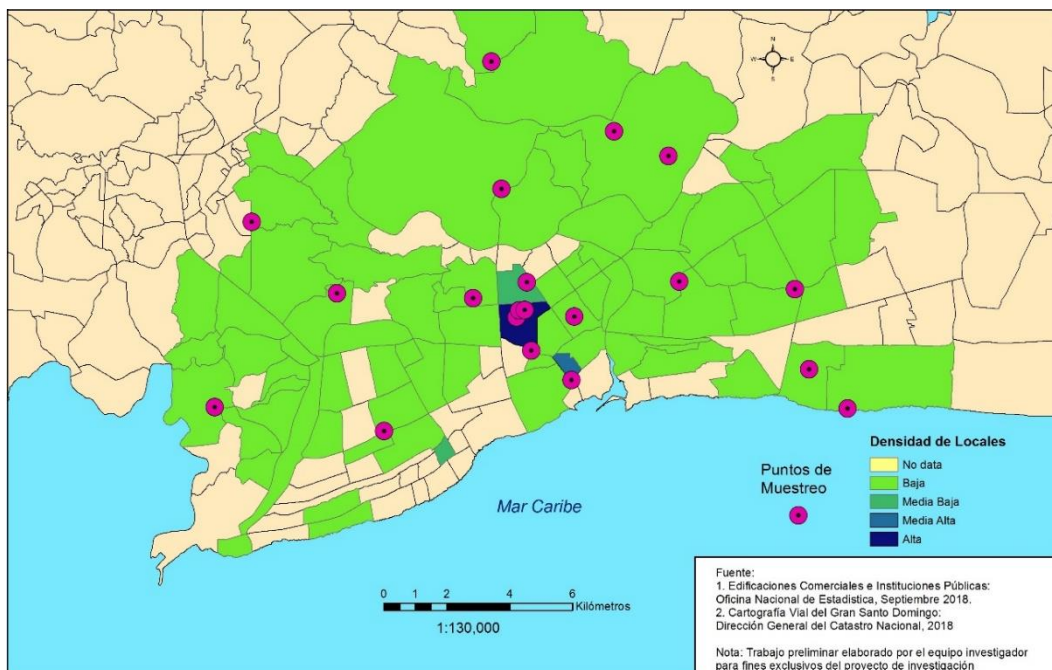 N
W E
S
Densidad de Locales
No data
Baja
Media Baja
Media Alta
Alta
Puntos de
Muestreo
Mar Caribe
0 1 2 4 6
Kilómetros
1:130,000
Fuente:
1. Edificaciones Comerciales e Instituciones Públicas:
Oficina Nacional de Estadistica, Septiembre 2018.
2. Cartografía Vial del Gran Santo Domingo:
Dirección General del Catastro Nacional, 2018
Nota: Trabajo preliminar elaborado por el equipo investigador
para fines exclusivos del proyecto de investigación